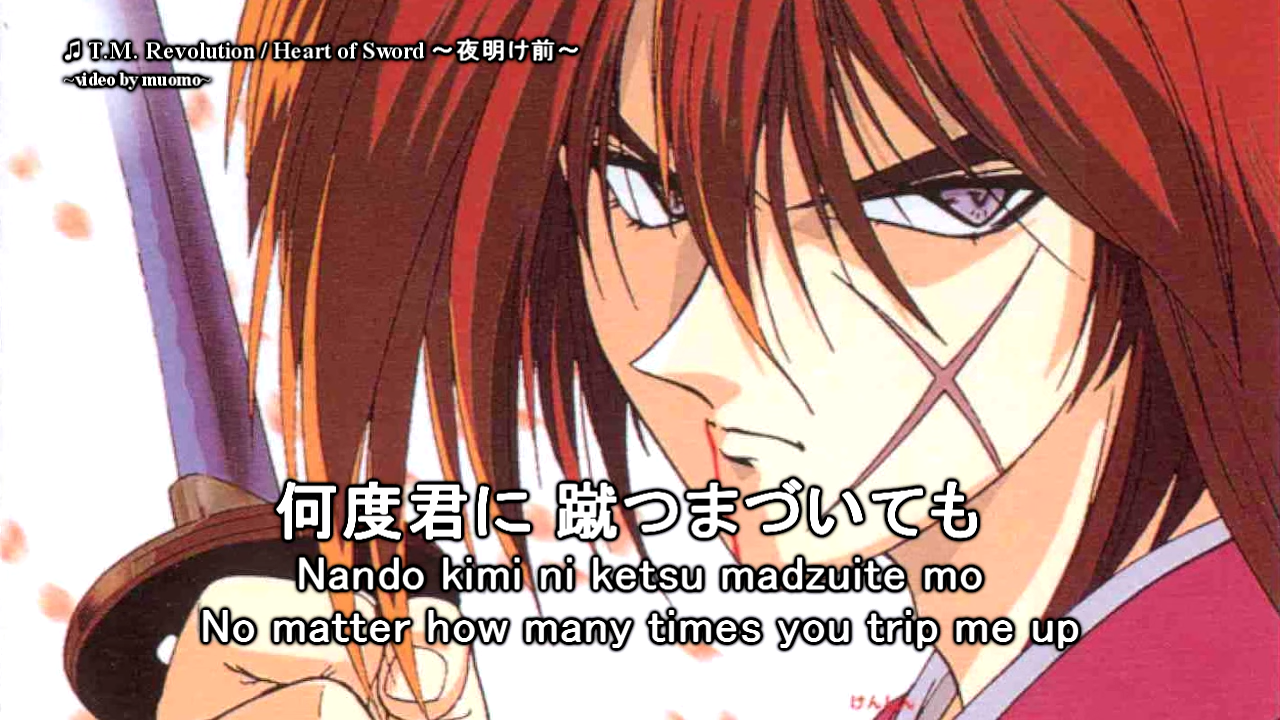 ♫ T.M. Revolution / Heart of Sword ～夜明け前～
~video by muomo~
何度君に 蹴つまづいても
Nando kimi ni ketsu madzuite mo
No matter how many times you trip me up
けんしん